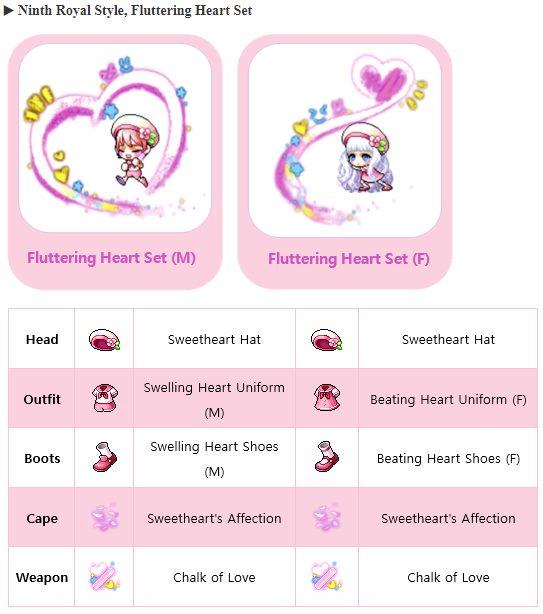 ▶ Ninth Royal Style, Fluttering Heart Set
Fluttering Heart Set (M)
Fluttering Heart Set (F)
Head
Sweetheart Hat
Sweetheart Hat
Outfit
Swelling Heart Uniform
(M)
Beating Heart Uniform (F)
Boots
Swelling Heart Shoes
(M)
Beating Heart Shoes (F)
Cape
Sweetheart's Affection
Sweetheart's Affection
Weapon
Chalk of Love
Chalk of Love